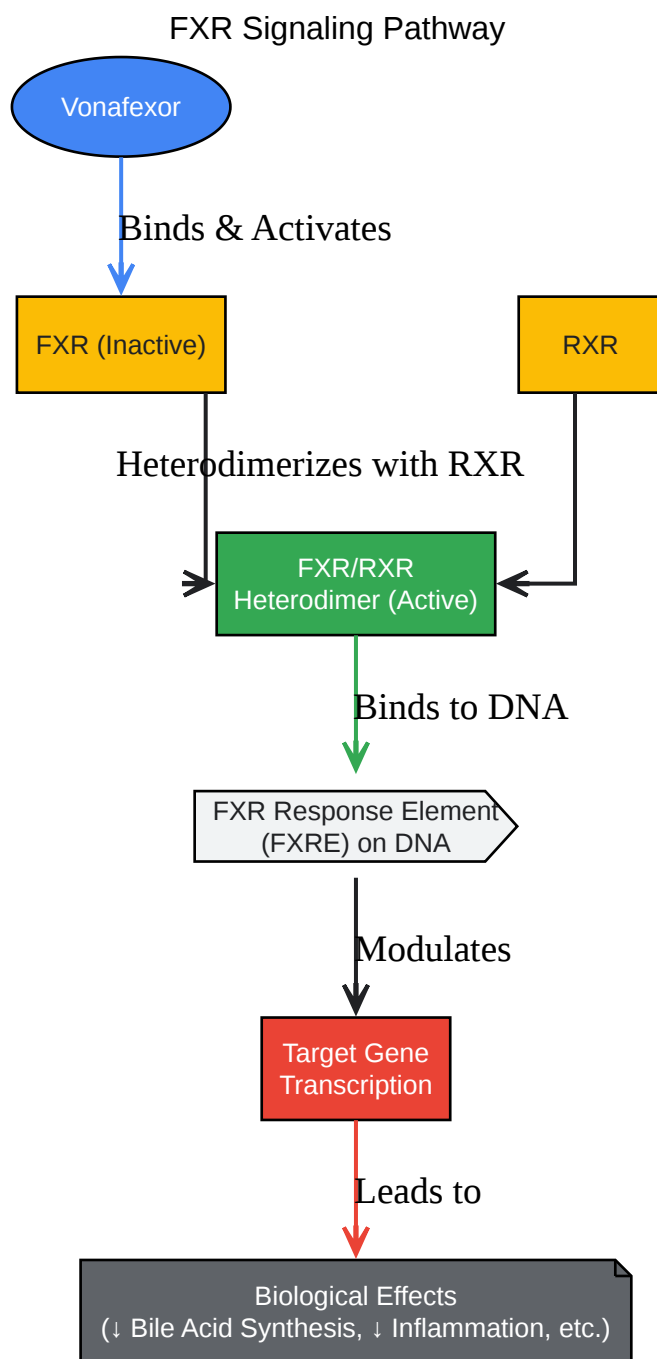 FXR Signaling Pathway
Vonafexor
Binds & Activates
FXR (Inactive)
RXR
Heterodimerizes with RXR
FXR/RXR
Heterodimer (Active)
Binds to DNA
FXR Response Element
(FXRE) on DNA
Modulates
Target Gene
Transcription
Leads to
Biological Effects
(↓ Bile Acid Synthesis, ↓ Inflammation, etc.)